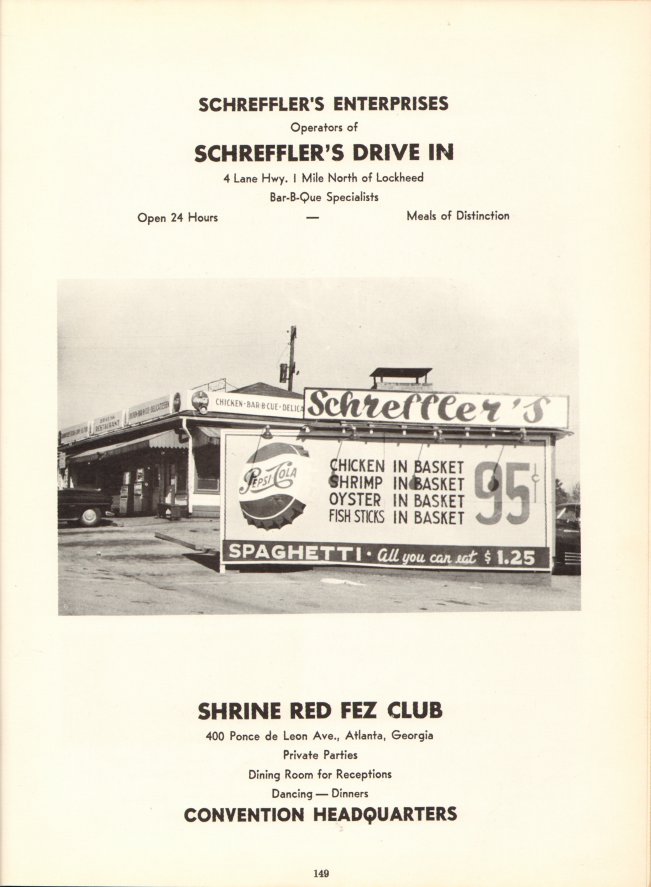 SCHREFFLER'S ENTERPRISES
Operators of
SCHREFFLER'S DRIVE IN
4 Lane Hwy. 1 Mile North of Lockheed
Bar-B-Que Specialists
Open 24 Hours — Meals of Distinction
RESTAURANT
CHICKEN-BAR-B-CUE-DELICA
Schreffler's
PEPSI-COLA
CHICKEN IN BASKET
SHRIMP IN BASKET
OYSTER IN BASKET
FISH STICKS IN BASKET
95¢
SPAGHETTI · all you can eat $1.25
SHRINE RED FEZ CLUB
400 Ponce de Leon Ave., Atlanta, Georgia
Private Parties
Dining Room for Receptions
Dancing — Dinners
CONVENTION HEADQUARTERS
149